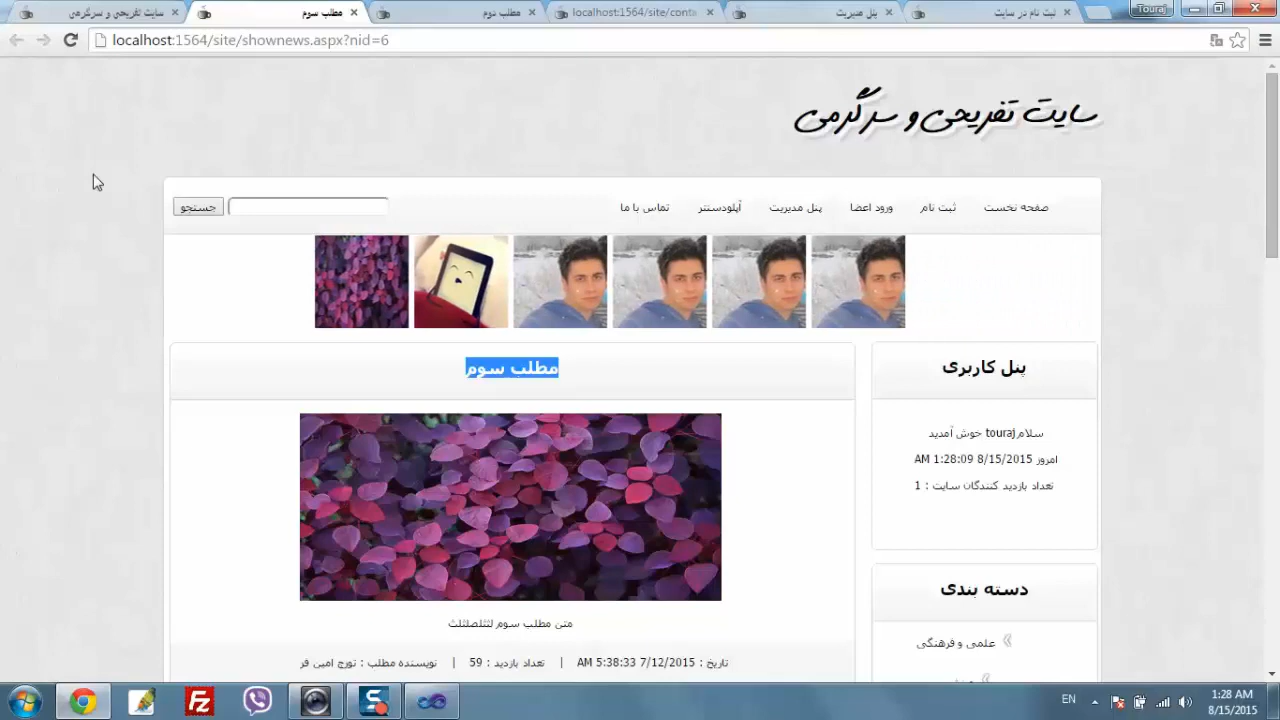 سایت تفریحی و سرگرمی
مطلب سوم
مطلب دوم
localhost:1564/site/conta
پنل مدیریت
ثبت نام در سایت
Touraj
localhost:1564/site/shownews.aspx?nid=6
سایت تفریحی و سرگرمی
صفحه نخست
ثبت نام
ورود اعضا
پنل مدیریت
آپلودسنتر
تماس با ما
جستجو
مطلب سوم
متن مطلب سوم
تاریخ : 7/12/2015 5:38:33 AM | تعداد بازدید : 59 | نویسنده مطلب : تورج امین فر
پنل کاربری
سلام touraj خوش آمدید
امروز 8/15/2015 1:28:09 AM
تعداد بازدید کنندگان سایت : 1
دسته بندی
علمی و فرهنگی
EN
1:28 AM
8/15/2015